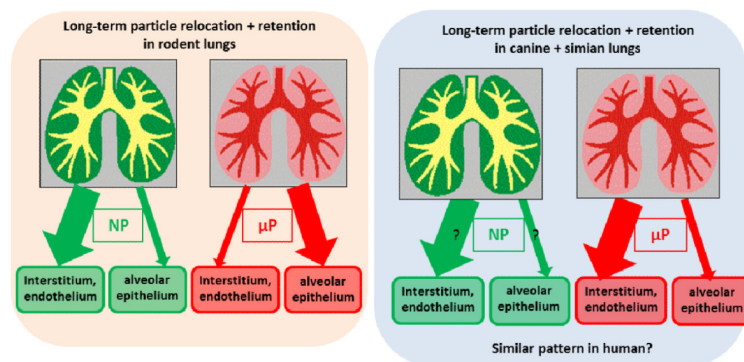 Long-term particle relocation + retention
in rodent lungs
NP
μP
Interstitium,
endothelium
alveolar
epithelium
Interstitium,
endothelium
alveolar
epithelium
Long-term particle relocation + retention
in canine + simian lungs
? NP ?
μP
Interstitium,
endothelium
alveolar
epithelium
Interstitium,
endothelium
alveolar
epithelium
Similar pattern in human?